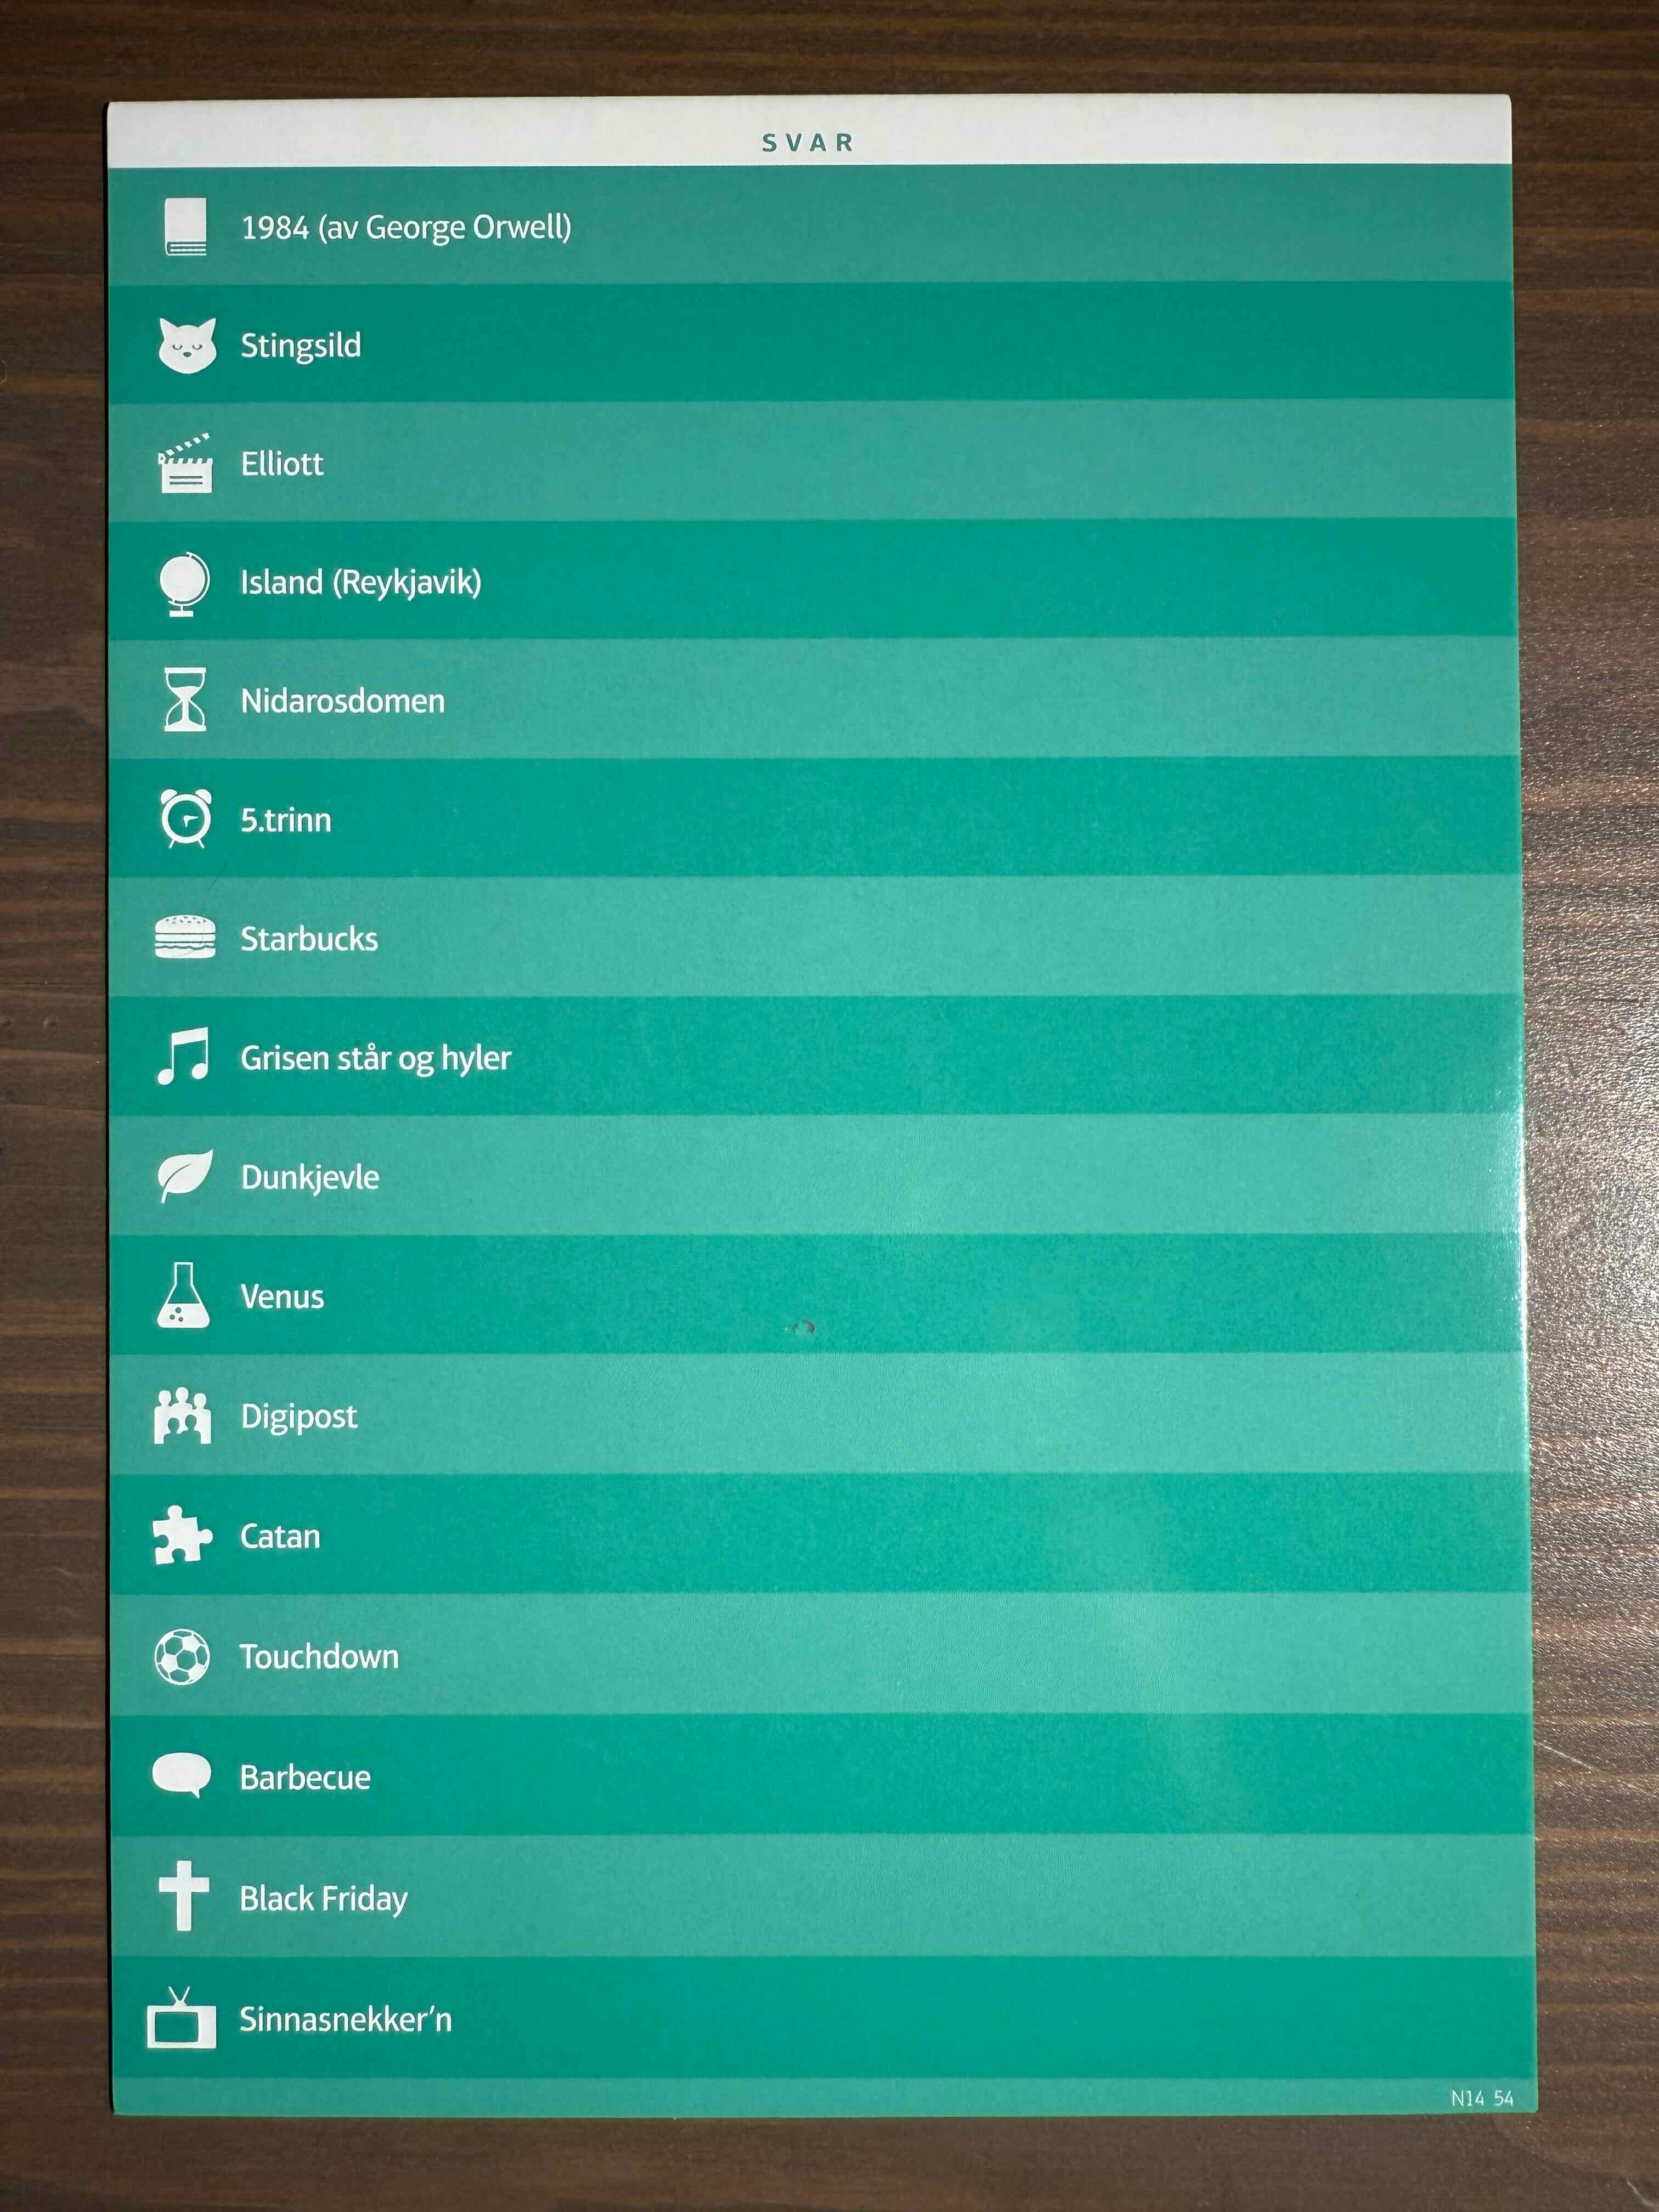 SVAR
1984 (av George Orwell)
Stingsild
Elliott
Island (Reykjavik)
Nidarosdomen
5.trinn
Starbucks
Grisen står og hyler
Dunkjevle
Venus
Digipost
Catan
Touchdown
Barbecue
Black Friday
Sinnasnekker’n
N14 54